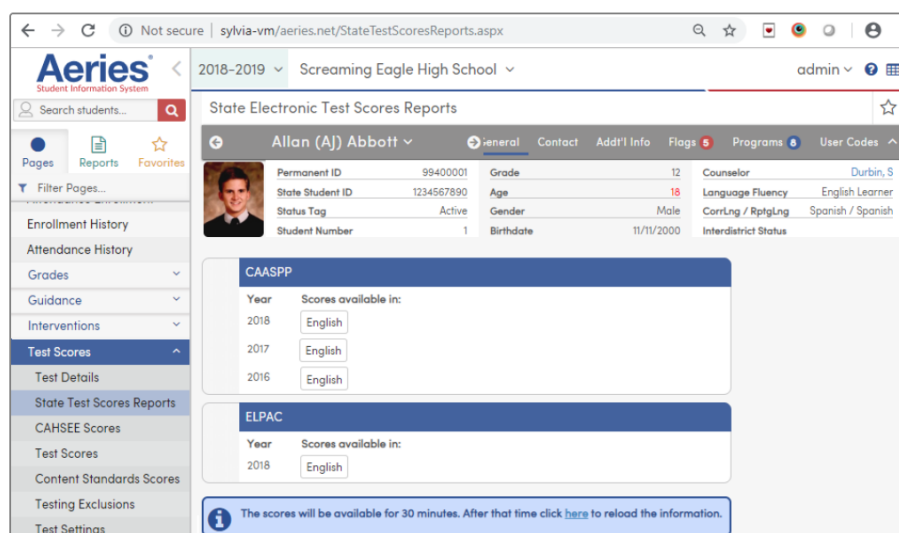 Not secure | sylvia-vm/aeries.net/StateTestScoresReports.aspx
Aeries
Student Information System
2018-2019 Screaming Eagle High School admin
Search students...
State Electronic Test Scores Reports
Pages Reports Favorites
Allan (AJ) Abbott General Contact Addt'l Info Flags 5 Programs 8 User Codes
Filter Pages...
Permanent ID 99400001 Grade 12 Counselor Durbin, S
State Student ID 1234567890 Age 18 Language Fluency English Learner
Status Tag Active Gender Male CorrLng / RptgLng Spanish / Spanish
Student Number 1 Birthdate 11/11/2000 Interdistrict Status
Enrollment History
Attendance History
Grades
Guidance
Interventions
Test Scores
Test Details
State Test Scores Reports
CAHSEE Scores
Test Scores
Content Standards Scores
Testing Exclusions
Test Settings
CAASPP
Year Scores available in:
2018 English
2017 English
2016 English
ELPAC
Year Scores available in:
2018 English
The scores will be available for 30 minutes. After that time click here to reload the information.